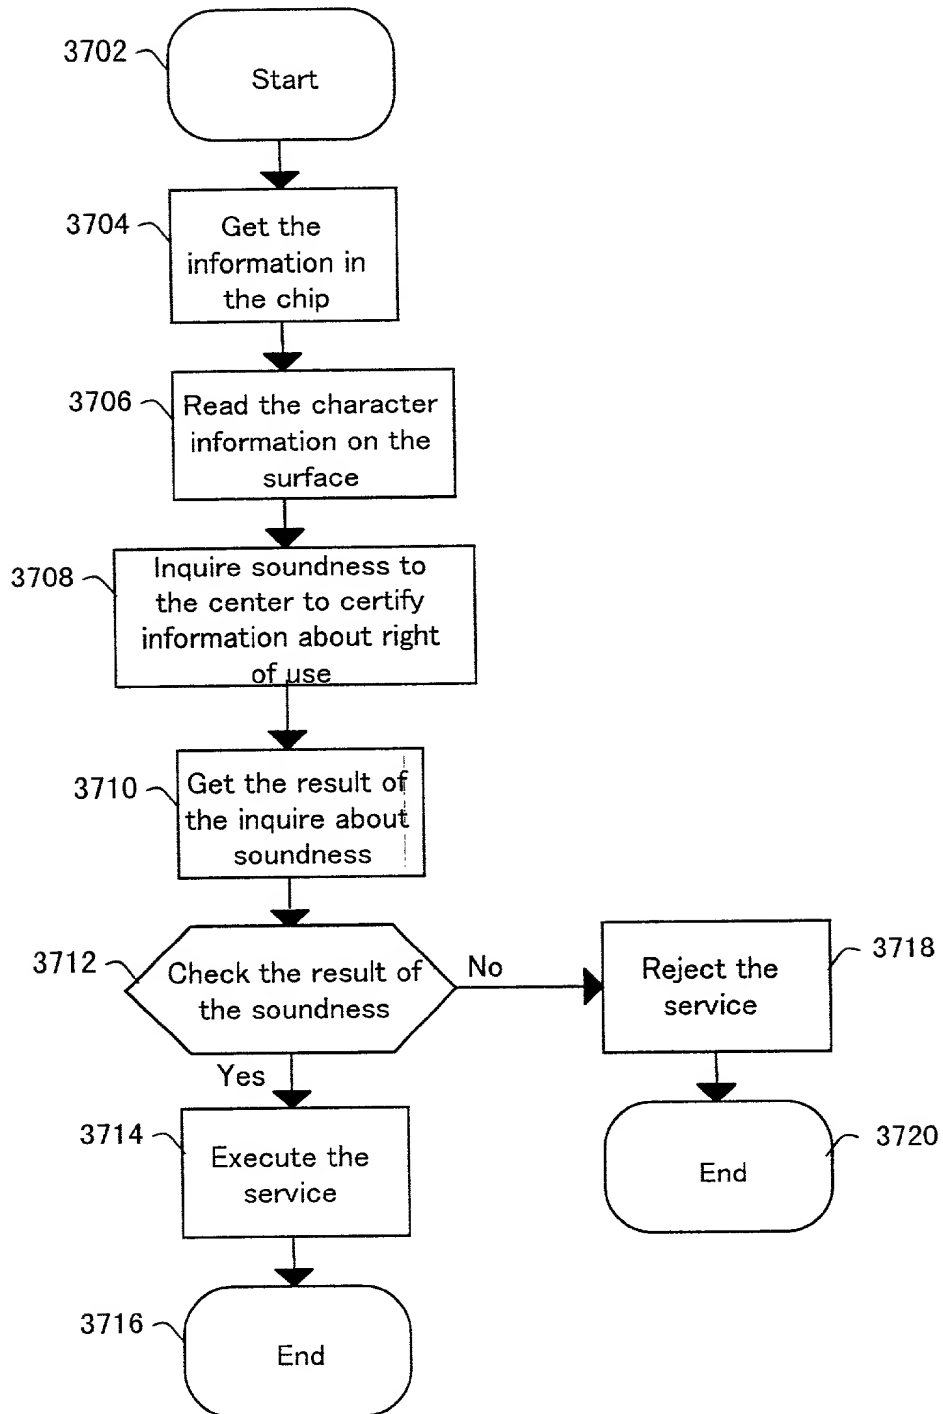 3702
Start
3704
Get the
information in
the chip
3706
Read the character
information on the
surface
3708
Inquire soundness to
the center to certify
information about right
of use
3710
Get the result of
the inquire about
soundness
3712
Check the result of
the soundness
No
Reject the
service
3718
Yes
3714
Execute the
service
End
3720
3716
End